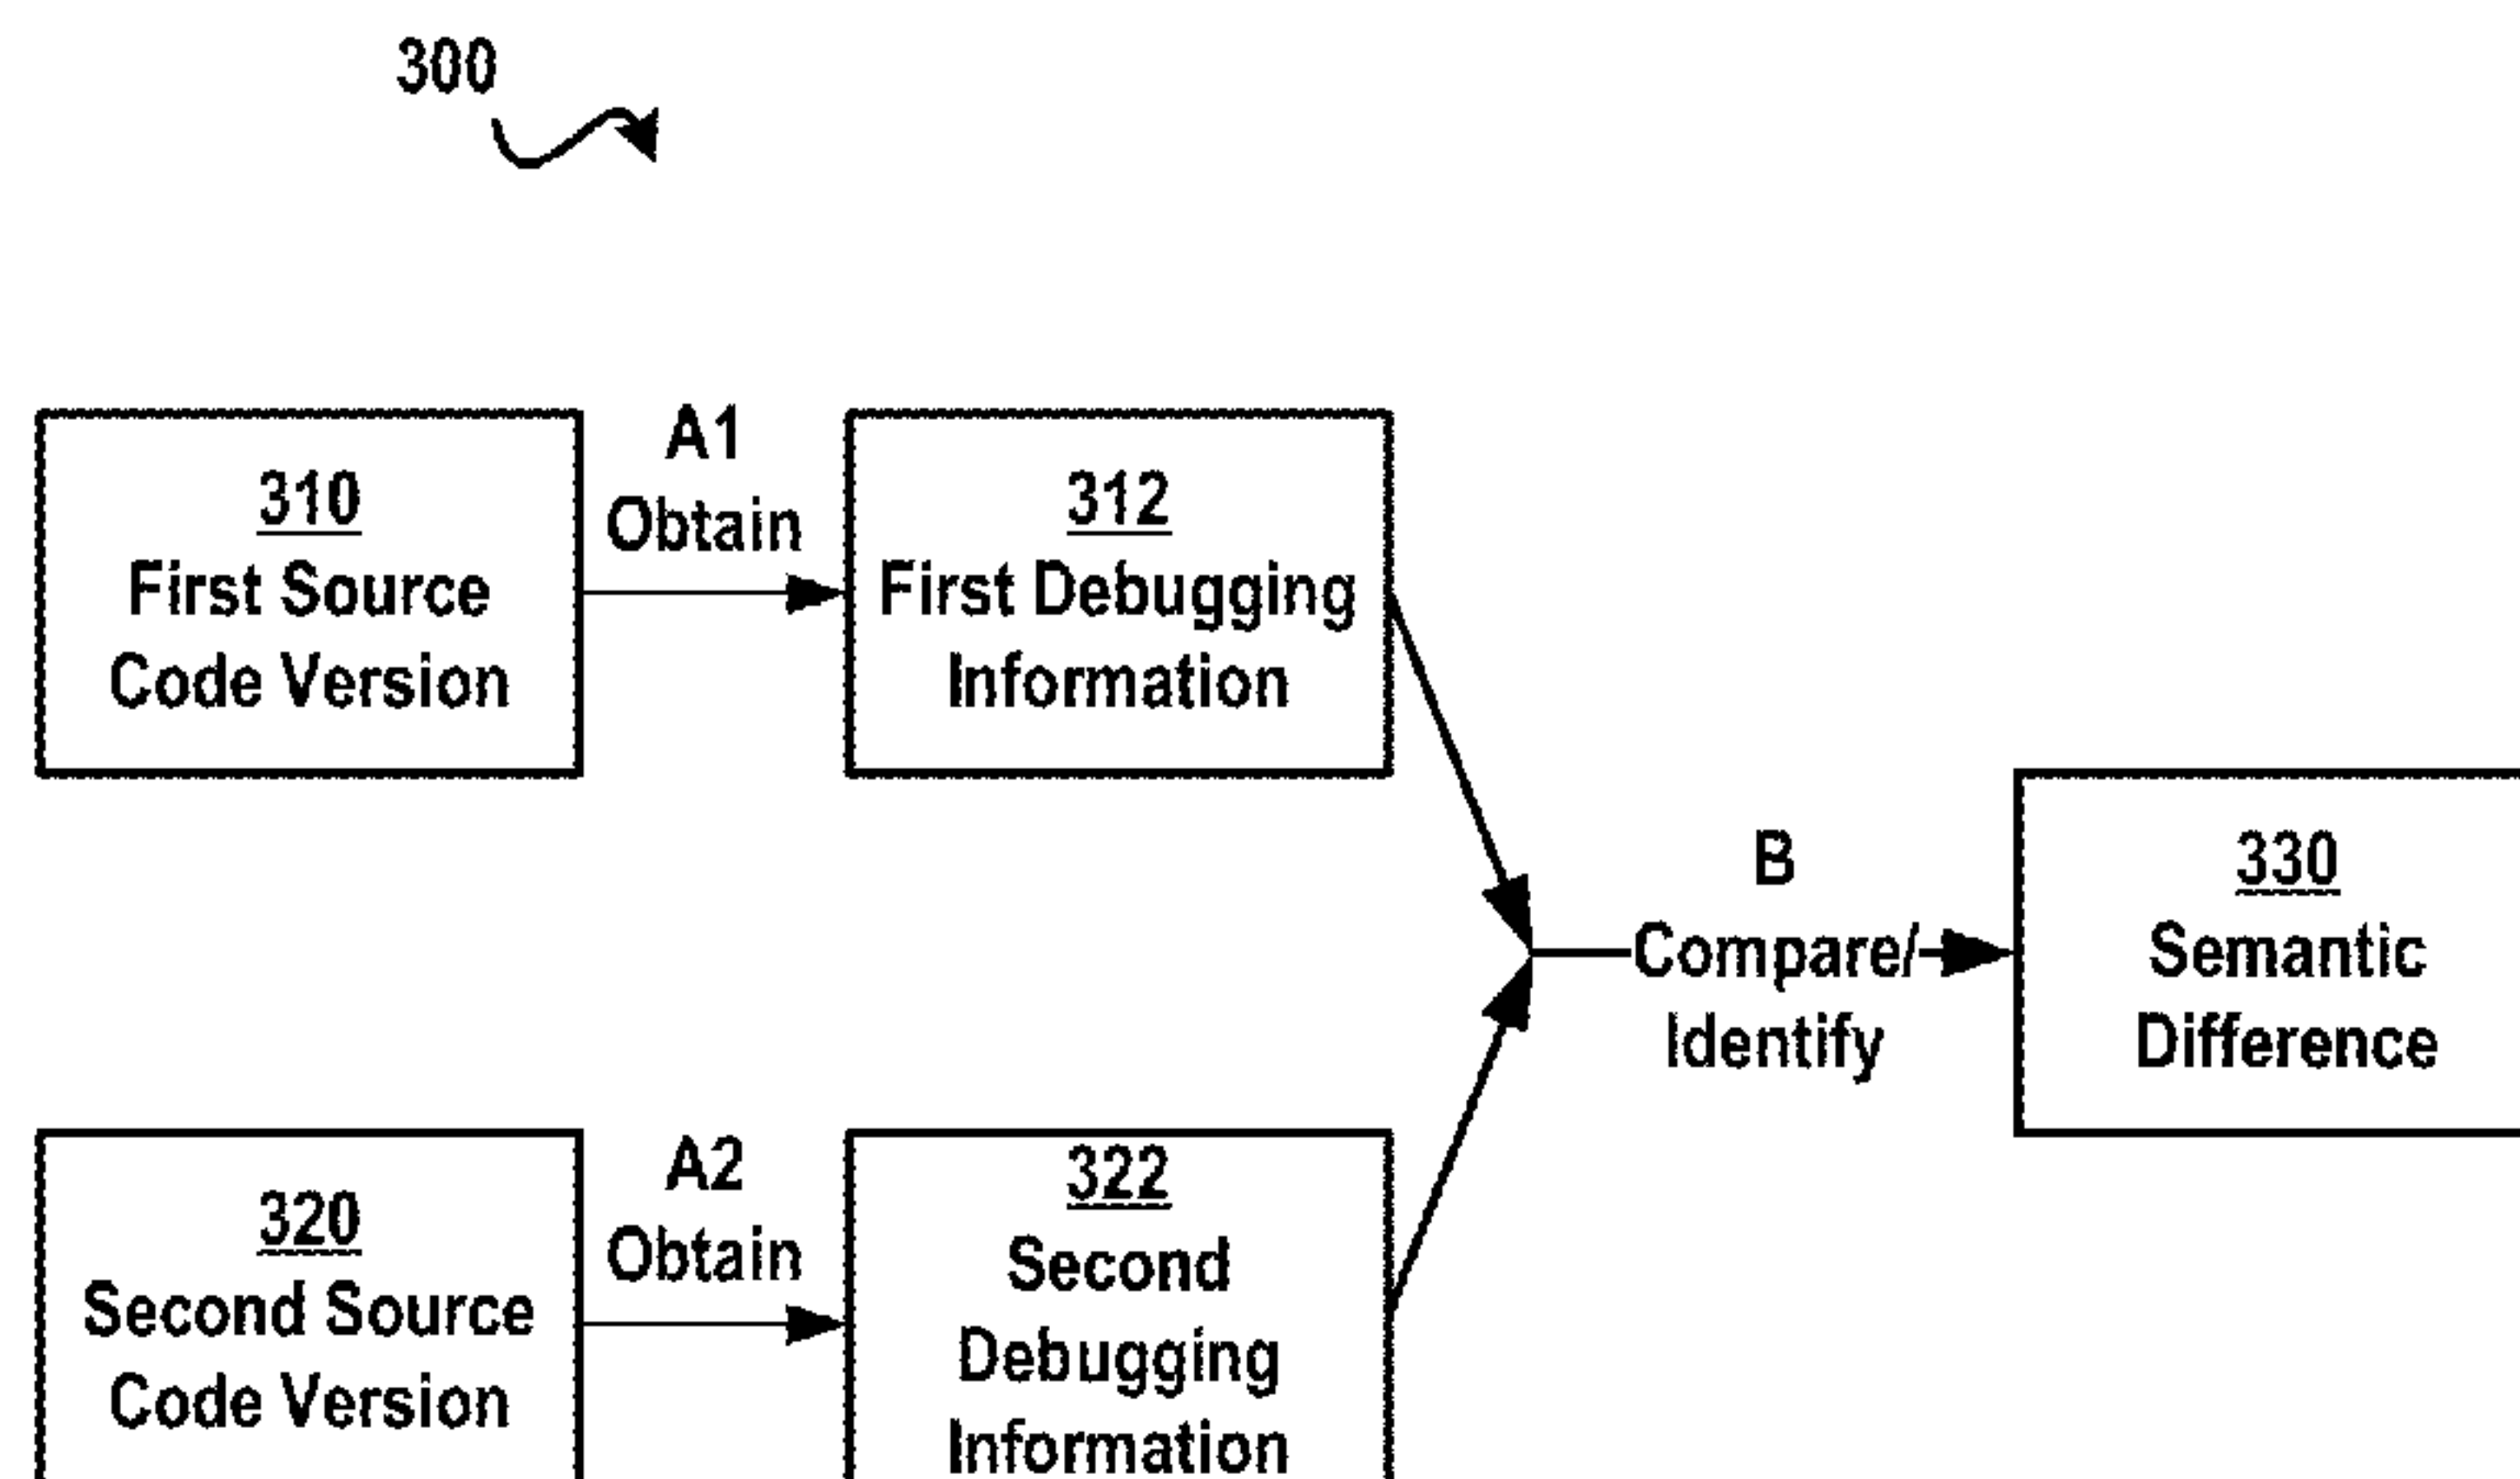 300
A1
Obtain
310
First Source
Code Version
312
First Debugging
Information
B
Compare/
Identify
330
Semantic
Difference
A2
Obtain
320
Second Source
Code Version
322
Second
Debugging
Information